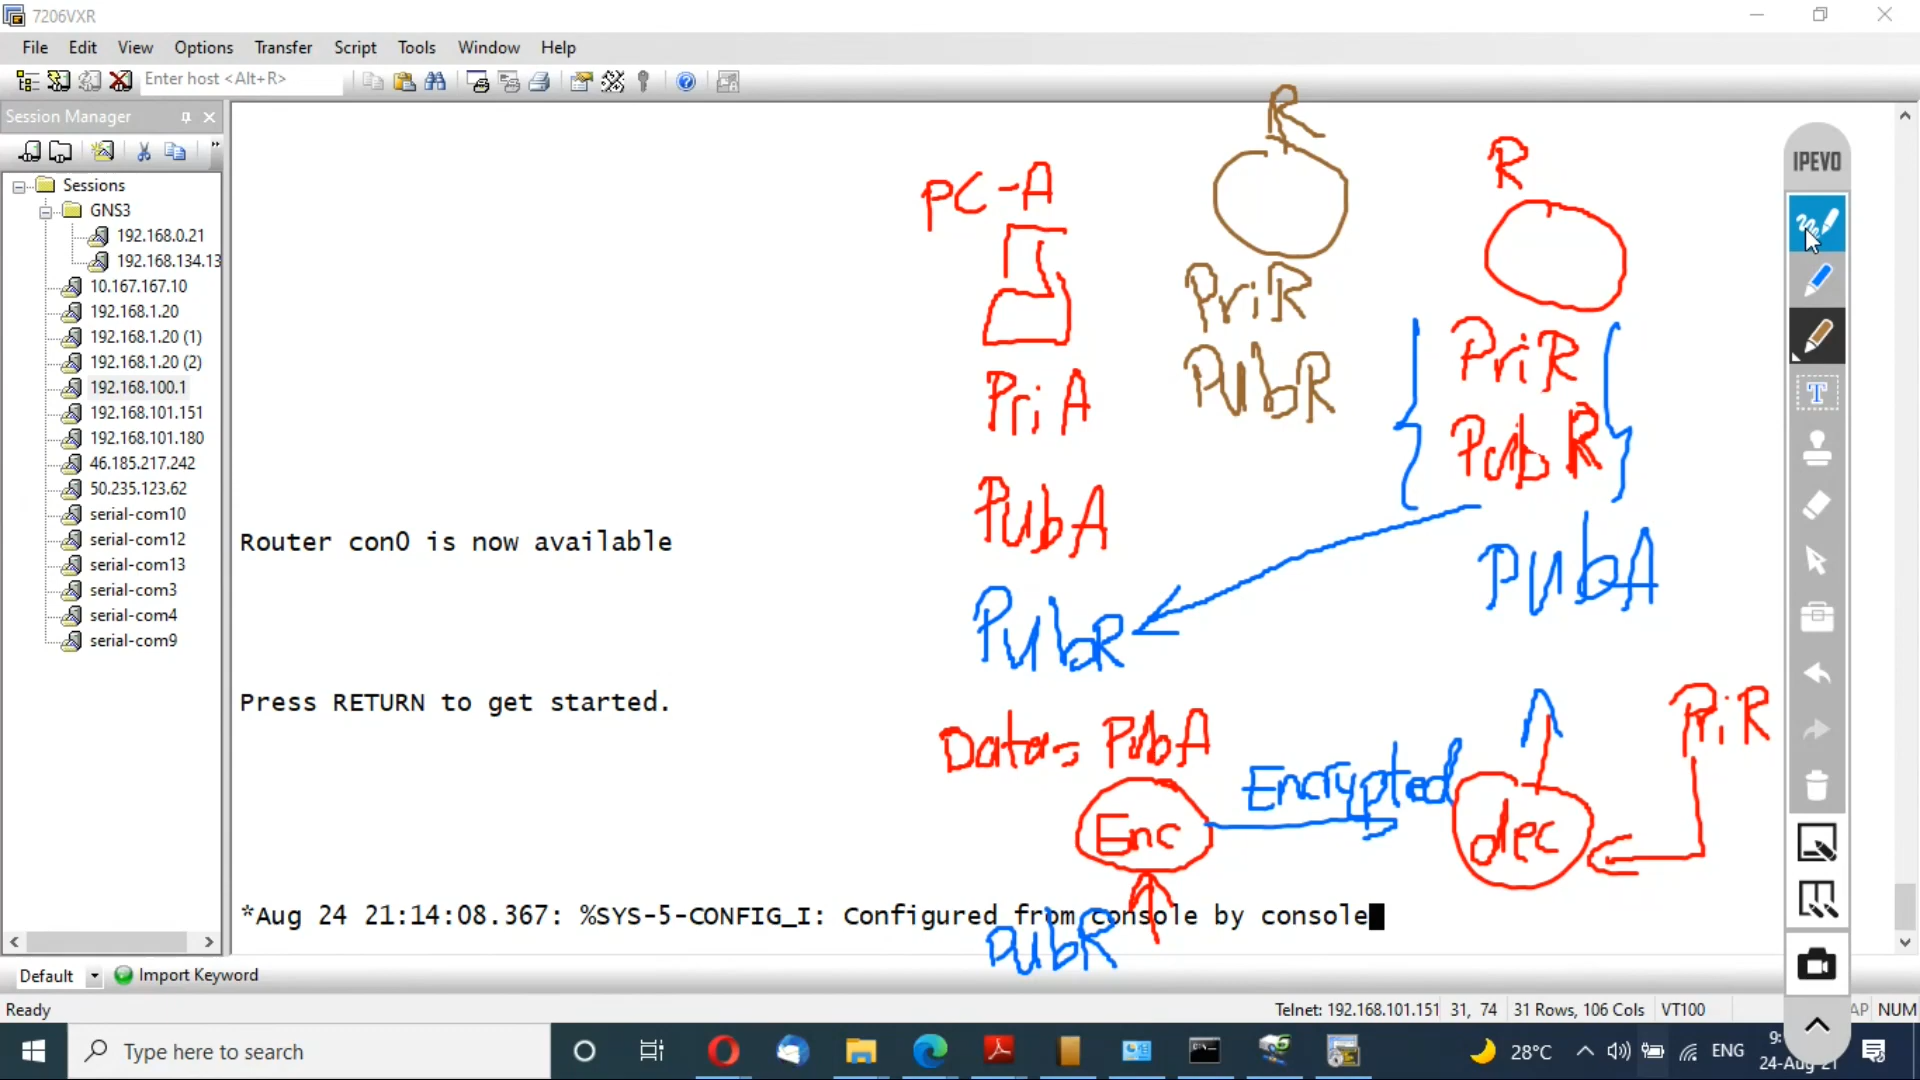 7206VXR
File Edit View Options Transfer Script Tools Window Help
Enter host <Alt+R>
Session Manager
Sessions
GNS3
192.168.0.21
192.168.134.13
10.167.167.10
192.168.1.20
192.168.1.20 (1)
192.168.1.20 (2)
192.168.100.1
192.168.101.151
192.168.101.180
46.185.217.242
50.235.123.62
serial-com10
serial-com12
serial-com13
serial-com3
serial-com4
serial-com9
Router con0 is now available
Press RETURN to get started.
*Aug 24 21:14:08.367: %SYS-5-CONFIG_I: Configured from console by console
R
PriR
PUbR
PC-A
PriA
PUbA
PUbR
R
PriR
PUbR
PUbA
Data= PUbA
Enc
PUbR
Encrypted
dec
PriR
IPEVO
T
Default Import Keyword
Ready
Telnet: 192.168.101.151 31, 74 31 Rows, 106 Cols VT100
AP NUM
Type here to search
28°C ENG
9:
24-Aug-21